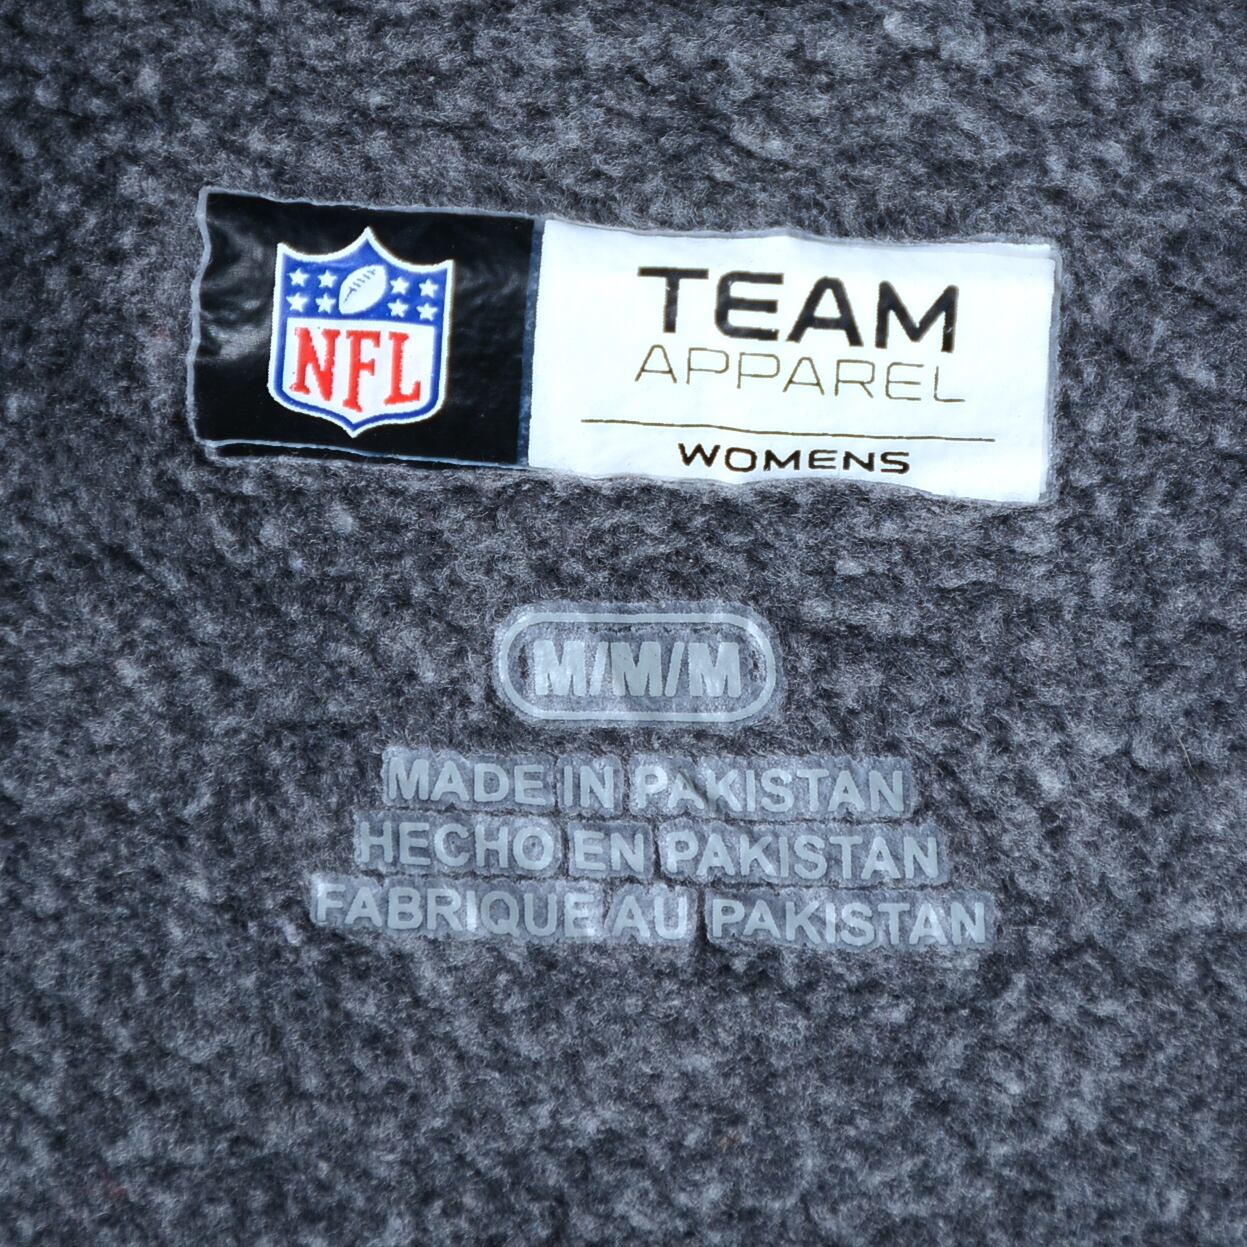 NFL
TEAM
APPAREL
WOMENS
M/M/M
MADE IN PAKISTAN
HECHO EN PAKISTAN
FABRIQUE AU PAKISTAN